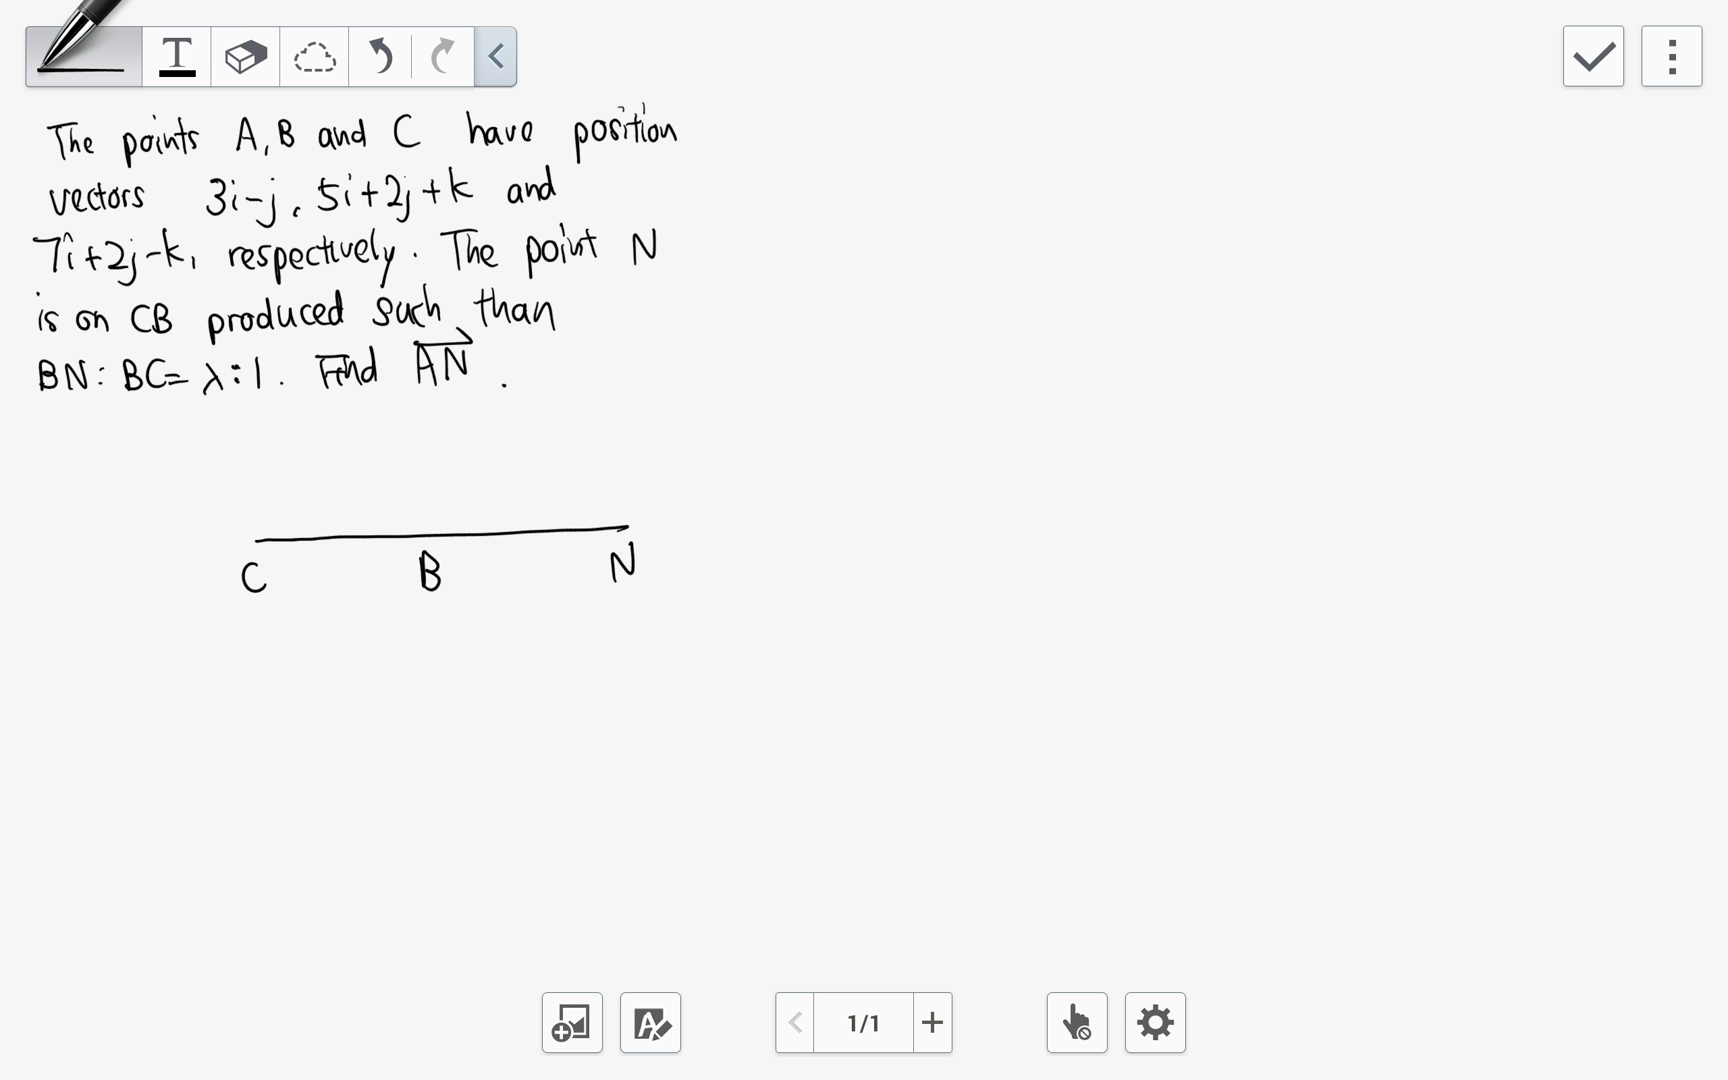 T
The points A, B and C have position
vectors 3i-j, 5i+2j+k and
7i+2j-k, respectively. The point N
is on CB produced such than
BN: BC= λ:1. Find AN.
C B N
A
1/1